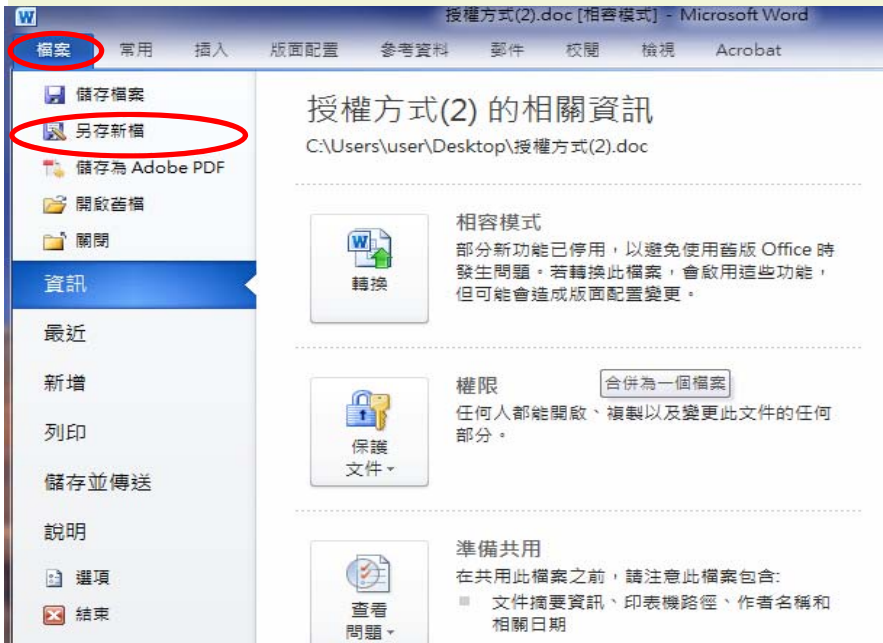 授權方式(2).doc [相容模式] - Microsoft Word
檔案 常用 插入 版面配置 參考資料 郵件 校閱 檢視 Acrobat
儲存檔案
另存新檔
儲存為 Adobe PDF
開啟舊檔
關閉
資訊
最近
新增
列印
儲存並傳送
說明
選項
結束
授權方式(2) 的相關資訊
C:\Users\user\Desktop\授權方式(2).doc
轉換
相容模式
部分新功能已停用，以避免使用舊版 Office 時
發生問題。若轉換此檔案，會啟用這些功能，
但可能會造成版面配置變更。
保護
文件
權限
合併為一個檔案
任何人都能開啟、複製以及變更此文件的任何
部分。
查看
問題
準備共用
在共用此檔案之前，請注意此檔案包含:
文件摘要資訊、印表機路徑、作者名稱和
相關日期